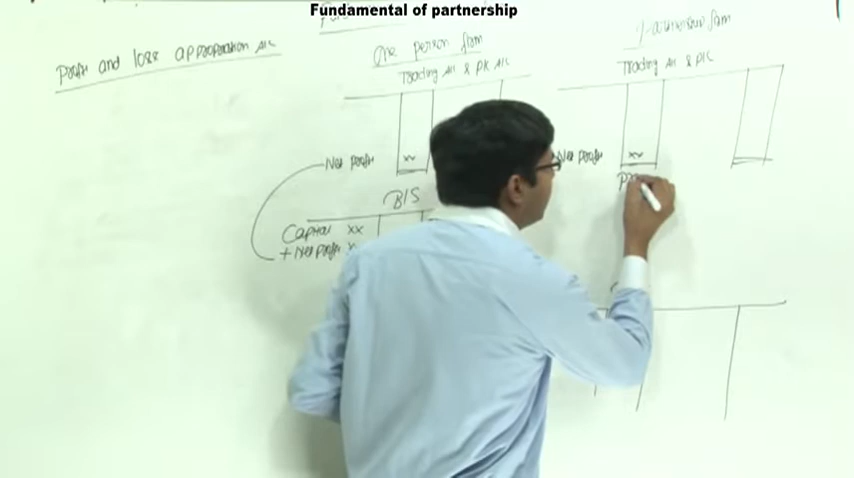 Fundamental of partnership
Profit and loss appropriation A/c
One person firm
Trading A/c & P/L A/c
Net profit xx
B/S
Capital xx
+ Net profit x
Partnership firm
Trading A/c & P/L
Net profit xx